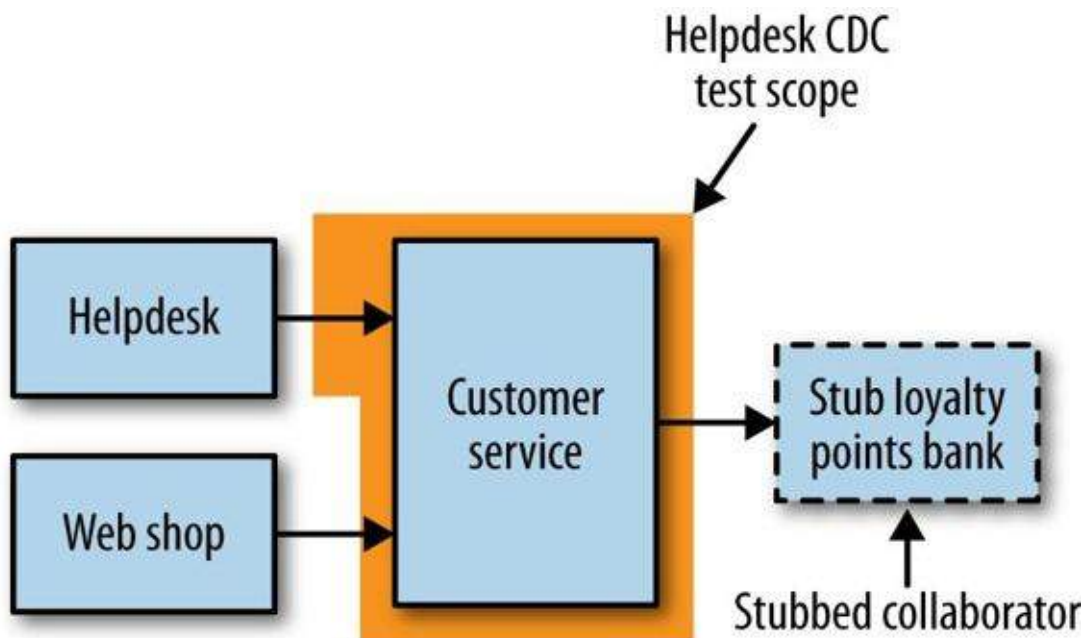 Helpdesk CDC
test scope
Helpdesk
Customer
service
Web shop
Stub loyalty
points bank
Stubbed collaborator